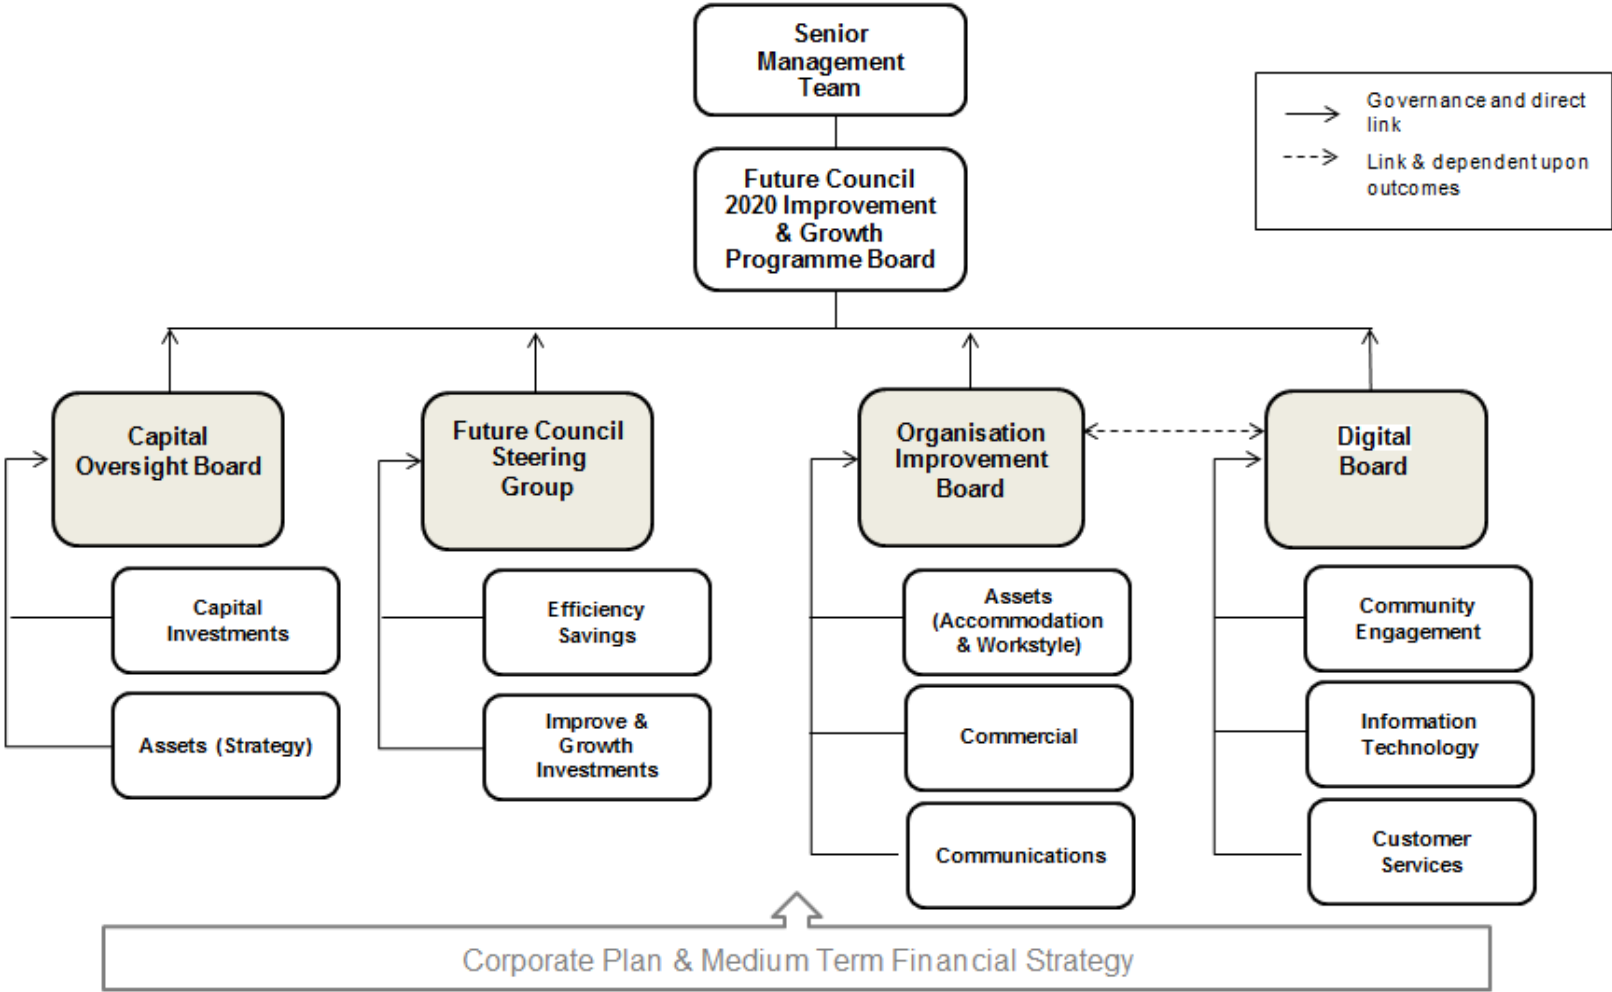 Senior
Management
Team
Governance and direct
link
Link & dependent upon
outcomes
Future Council
2020 Improvement
& Growth
Programme Board
Capital
Oversight Board
Future Council
Steering
Group
Organisation
Improvement
Board
Digital
Board
Capital
Investments
Assets (Strategy)
Efficiency
Savings
Improve &
Growth
Investments
Assets
(Accommodation
& Workstyle)
Commercial
Communications
Community
Engagement
Information
Technology
Customer
Services
Corporate Plan & Medium Term Financial Strategy